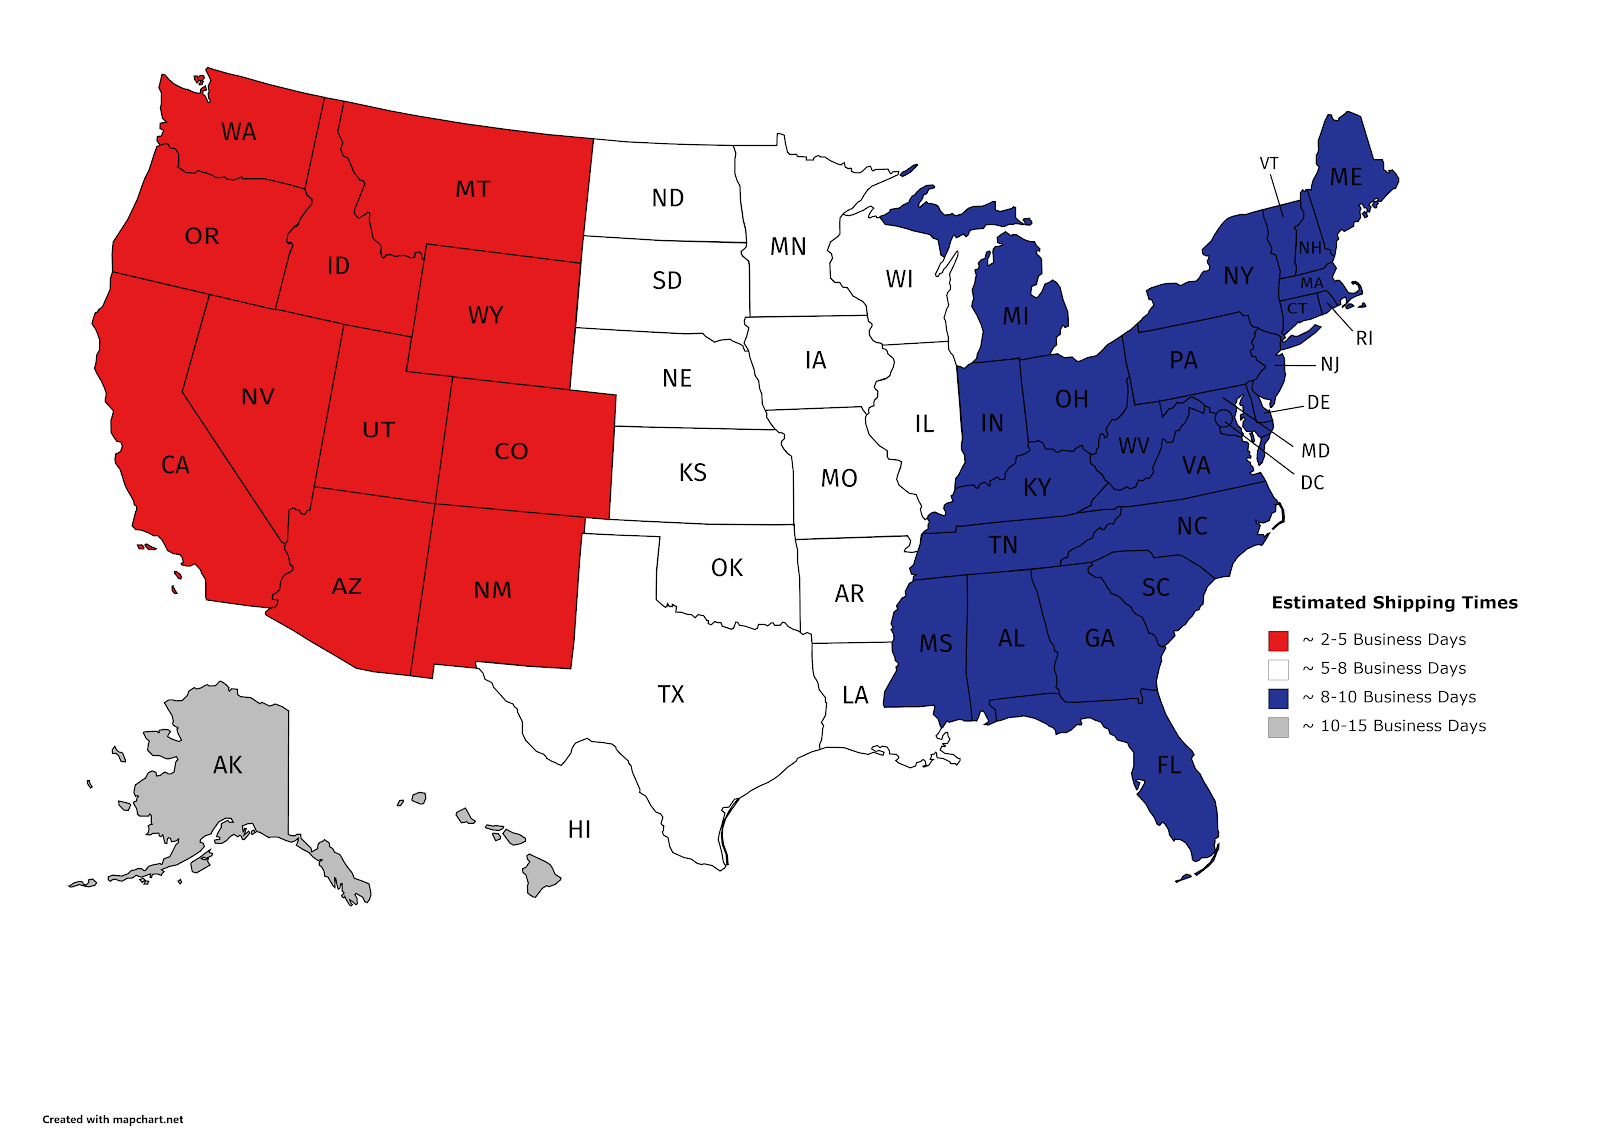 WA
MT
ME
VT
ND
OR
MN
NH
ID
SD
WI
NY
MA
CT
WY
MI
RI
IA
PA
NJ
NE
NV
OH
DE
UT
IL
IN
CO
WV
MD
CA
KS
MO
VA
DC
KY
NC
TN
OK
AZ
NM
AR
SC
Estimated Shipping Times
MS
AL
GA
~ 2-5 Business Days
~ 5-8 Business Days
TX
LA
~ 8-10 Business Days
~ 10-15 Business Days
AK
FL
HI
Created with mapchart.net